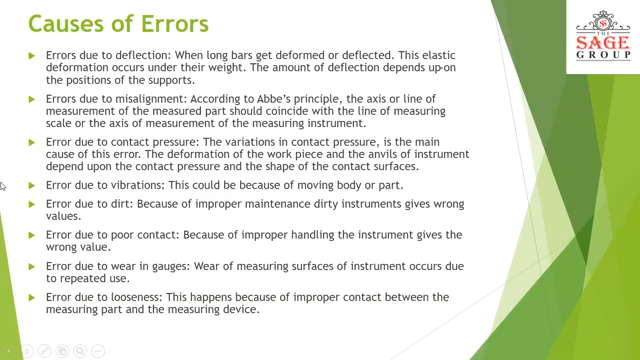 Causes of Errors
THE
SAGE
GROUP
Errors due to deflection: When long bars get deformed or deflected. This elastic
deformation occurs under their weight. The amount of deflection depends up-on
the positions of the supports.
Errors due to misalignment: According to Abbe's principle, the axis or line of
measurement of the measured part should coincide with the line of measuring
scale or the axis of measurement of the measuring instrument.
Error due to contact pressure: The variations in contact pressure, is the main
cause of this error. The deformation of the work piece and the anvils of instrument
depend upon the contact pressure and the shape of the contact surfaces.
Error due to vibrations: This could be because of moving body or part.
Error due to dirt: Because of improper maintenance dirty instruments gives wrong
values.
Error due to poor contact: Because of improper handling the instrument gives the
wrong value.
Error due to wear in gauges: Wear of measuring surfaces of instrument occurs due
to repeated use.
Error due to looseness: This happens because of improper contact between the
measuring part and the measuring device.